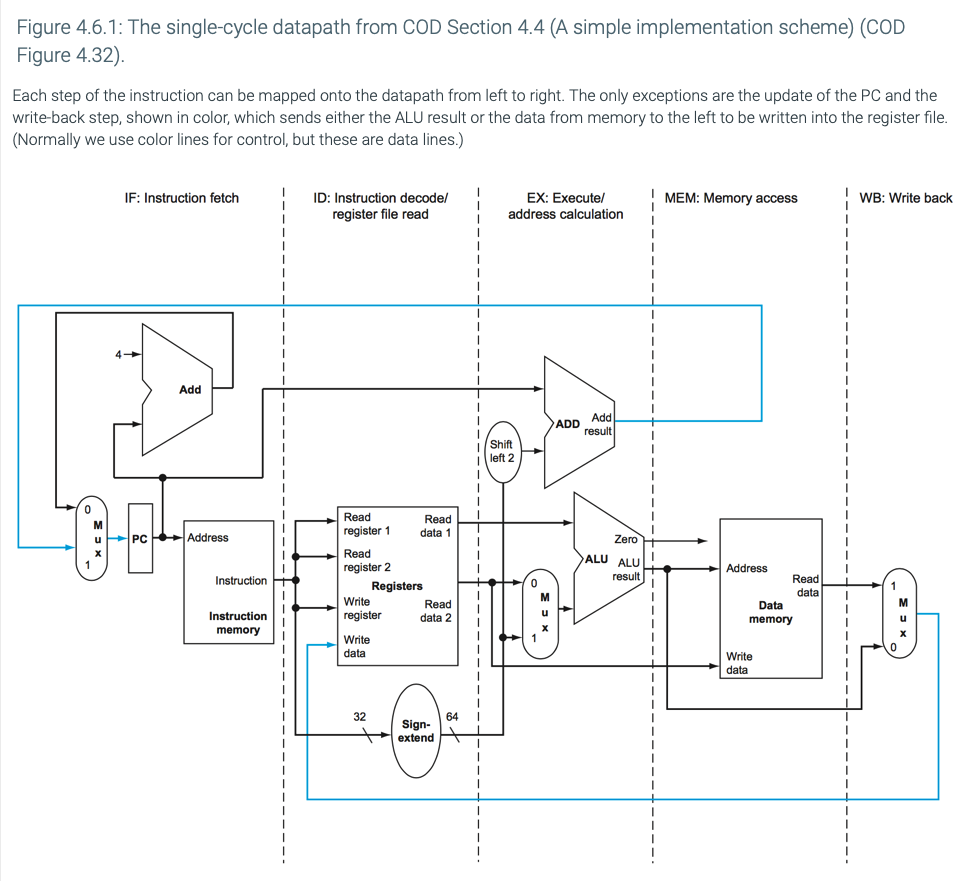 Figure 4.6.1: The single-cycle datapath from COD Section 4.4 (A simple implementation scheme) (COD
Figure 4.32).
Each step of the instruction can be mapped onto the datapath from left to right. The only exceptions are the update of the PC and the
write-back step, shown in color, which sends either the ALU result or the data from memory to the left to be written into the register file.
(Normally we use color lines for control, but these are data lines.)
IF: Instruction fetch
ID: Instruction decode/
register file read
EX: Execute/
address calculation
MEM: Memory access
WB: Write back
4
Add
ADD
Add
result
Shift
left 2
0
M
u
x
1
PC
Address
Instruction
Instruction
memory
Read
register 1
Read
data 1
Read
register 2
Registers
Write
register
Read
data 2
Write
data
0
M
u
x
1
Zero
ALU
ALU
result
Address
Read
data
Data
memory
Write
data
1
M
u
x
0
32
Sign-
extend
64